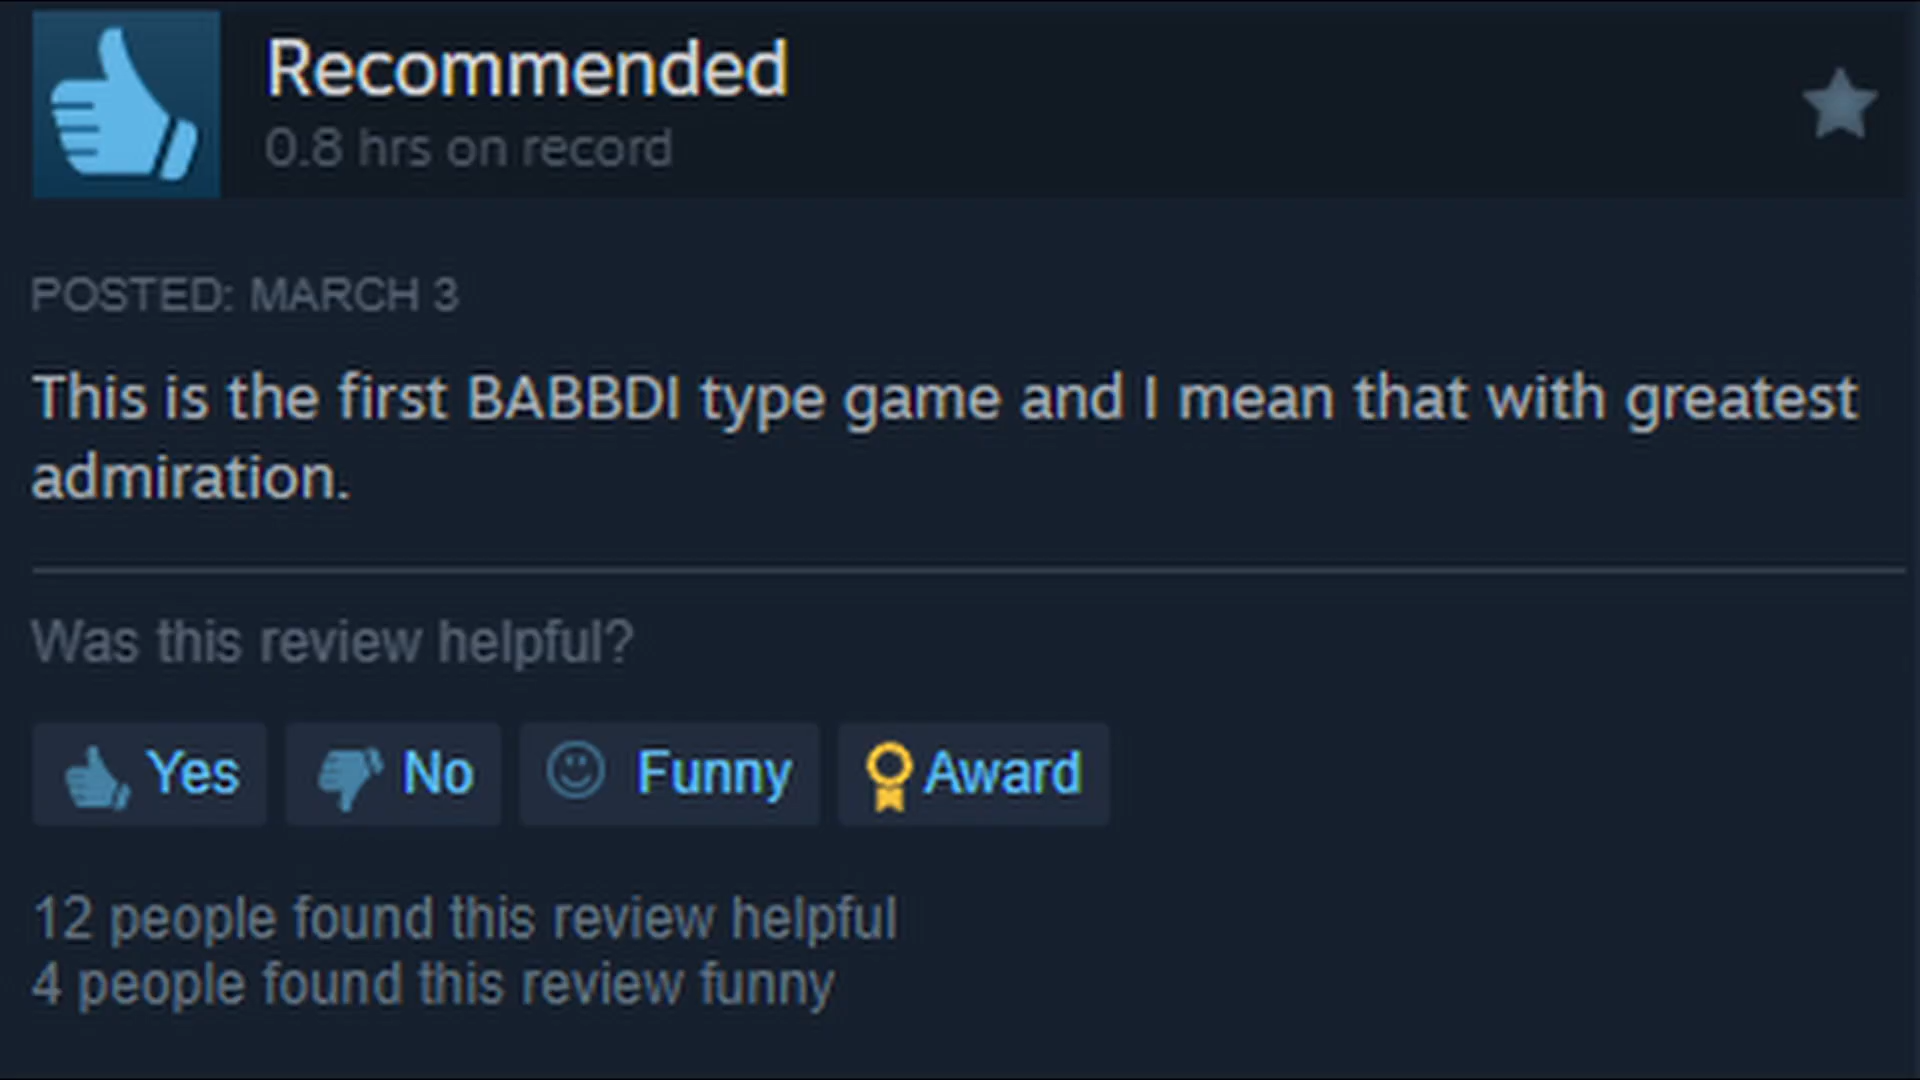 Recommended
0.8 hrs on record
POSTED: MARCH 3
This is the first BABBDI type game and I mean that with greatest
admiration.
Was this review helpful?
Yes No Funny Award
12 people found this review helpful
4 people found this review funny